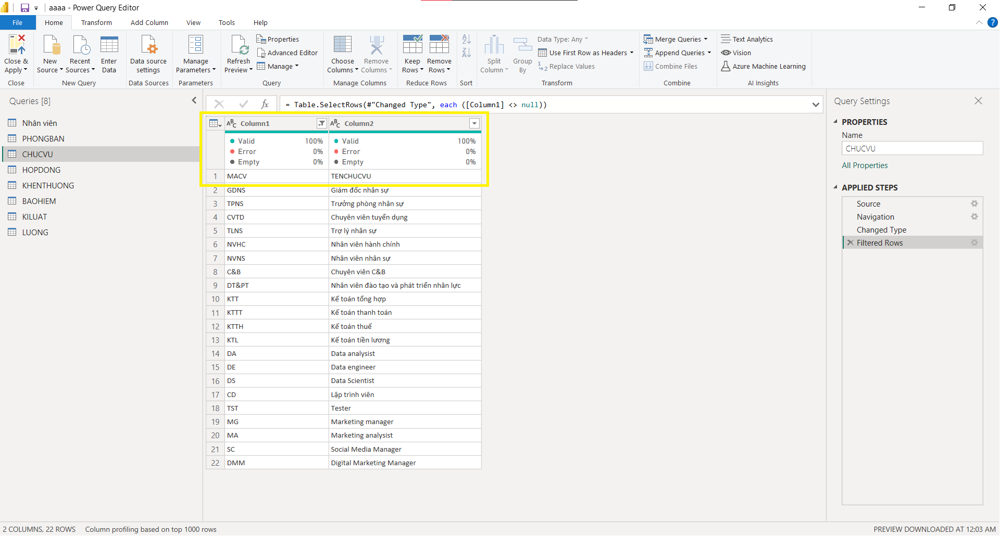 aaaa - Power Query Editor
File Home Transform Add Column View Tools Help
Close & Apply
New Source
Recent Sources
Enter Data
Data source settings
Manage Parameters
Refresh Preview
Properties
Advanced Editor
Manage
Choose Columns
Remove Columns
Keep Rows
Remove Rows
Split Column
Group By
Data Type: Any
Use First Row as Headers
Replace Values
Merge Queries
Append Queries
Combine Files
Text Analytics
Vision
Azure Machine Learning
Close New Query Data Sources Parameters Query Manage Columns Reduce Rows Sort Transform Combine AI Insights
Queries [8]
Nhân viên
PHONGBAN
CHUCVU
HOPDONG
KHENTHUONG
BAOHIEM
KILUAT
LUONG
fx = Table.SelectRows(#"Changed Type", each ([Column1] <> null))
ABC Column1 ABC Column2
Valid 100% Valid 100%
Error 0% Error 0%
Empty 0% Empty 0%
1 MACV TENCHUCVU
2 GDNS Giám đốc nhân sự
3 TPNS Trưởng phòng nhân sự
4 CVTD Chuyên viên tuyển dụng
5 TLNS Trợ lý nhân sự
6 NVHC Nhân viên hành chính
7 NVNS Nhân viên nhân sự
8 C&B Chuyên viên C&B
9 DT&PT Nhân viên đào tạo và phát triển nhân lực
10 KTT Kế toán tổng hợp
11 KTTT Kế toán thanh toán
12 KTTH Kế toán thuế
13 KTL Kế toán tiền lương
14 DA Data analysist
15 DE Data engineer
16 DS Data Scientist
17 CD Lập trình viên
18 TST Tester
19 MG Marketing manager
20 MA Marketing analysist
21 SC Social Media Manager
22 DMM Digital Marketing Manager
Query Settings
PROPERTIES
Name
CHUCVU
All Properties
APPLIED STEPS
Source
Navigation
Changed Type
Filtered Rows
2 COLUMNS, 22 ROWS Column profiling based on top 1000 rows PREVIEW DOWNLOADED AT 12:03 AM